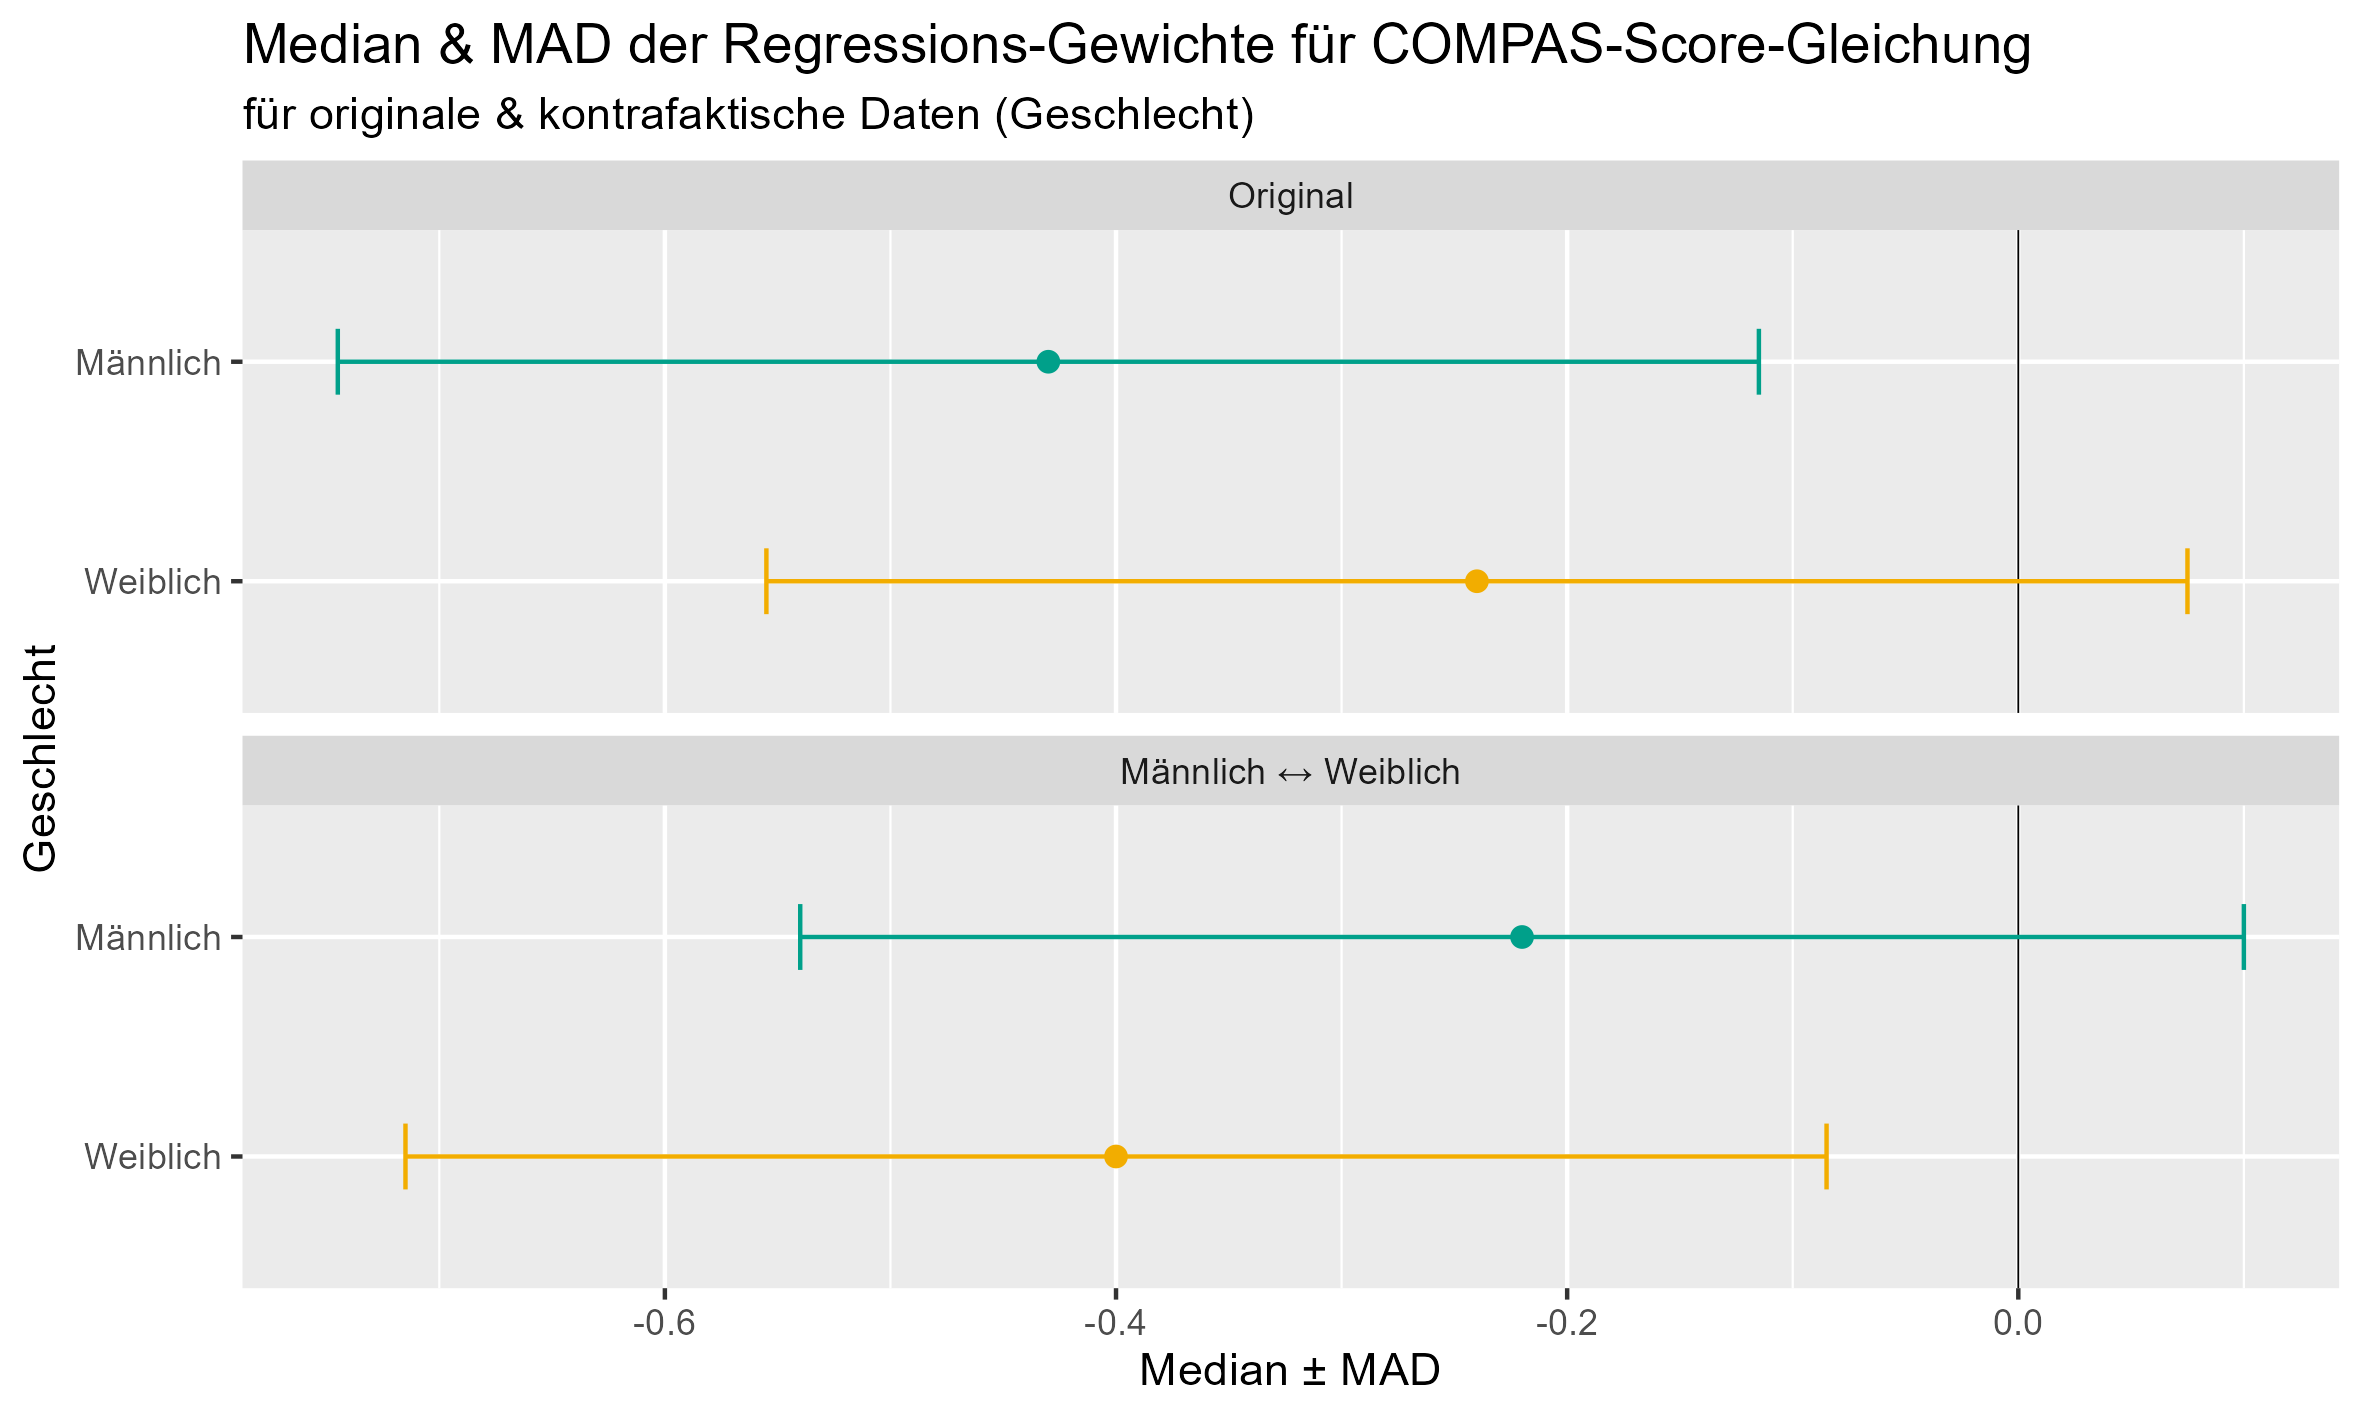 Median & MAD der Regressions-Gewichte für COMPAS-Score-Gleichung
für originale & kontrafaktische Daten (Geschlecht)
Original
Männlich
Weiblich
Geschlecht
Männlich ↔ Weiblich
Männlich
Weiblich
-0.6 -0.4 -0.2 0.0
Median ± MAD